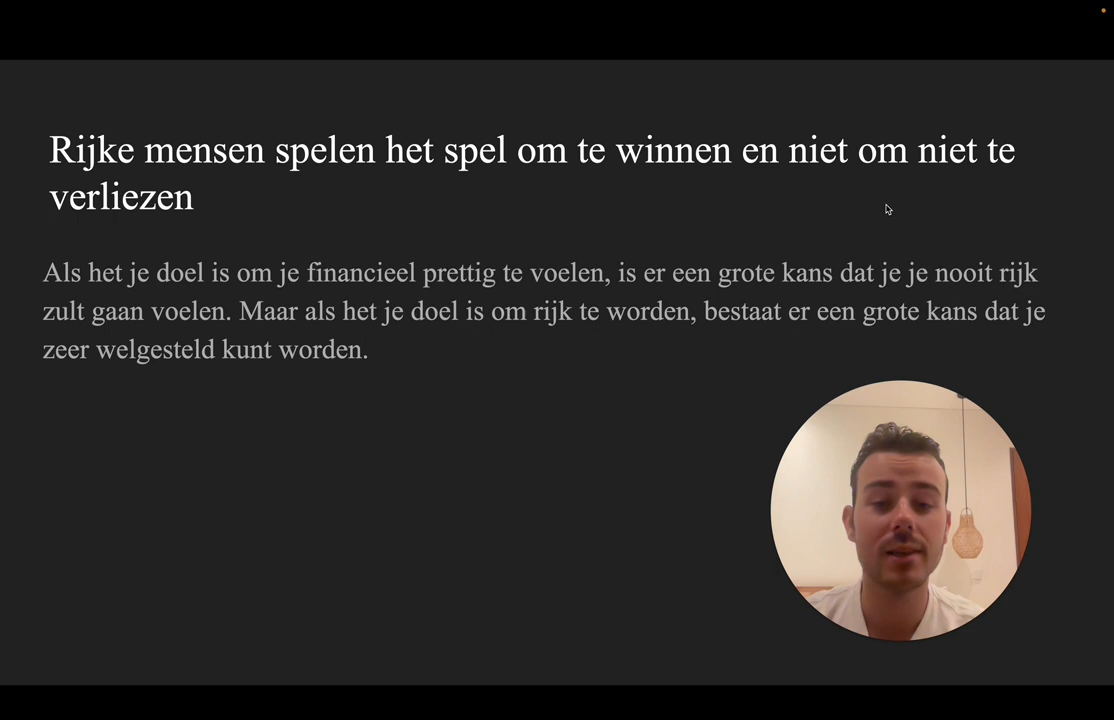 Rijke mensen spelen het spel om te winnen en niet om niet te
verliezen
Als het je doel is om je financieel prettig te voelen, is er een grote kans dat je je nooit rijk
zult gaan voelen. Maar als het je doel is om rijk te worden, bestaat er een grote kans dat je
zeer welgesteld kunt worden.